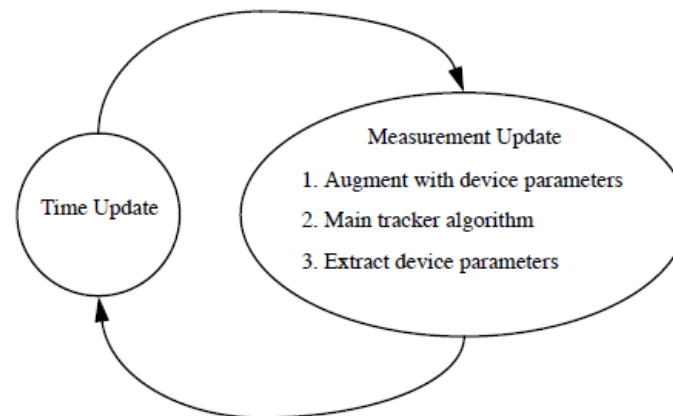 Measurement Update
1. Augment with device parameters
Time Update
2. Main tracker algorithm
3. Extract device parameters